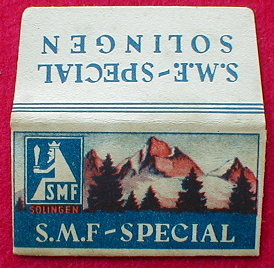 S.M.F.-SPECIAL
SOLINGEN
SMF
SOLINGEN
S.M.F-SPECIAL